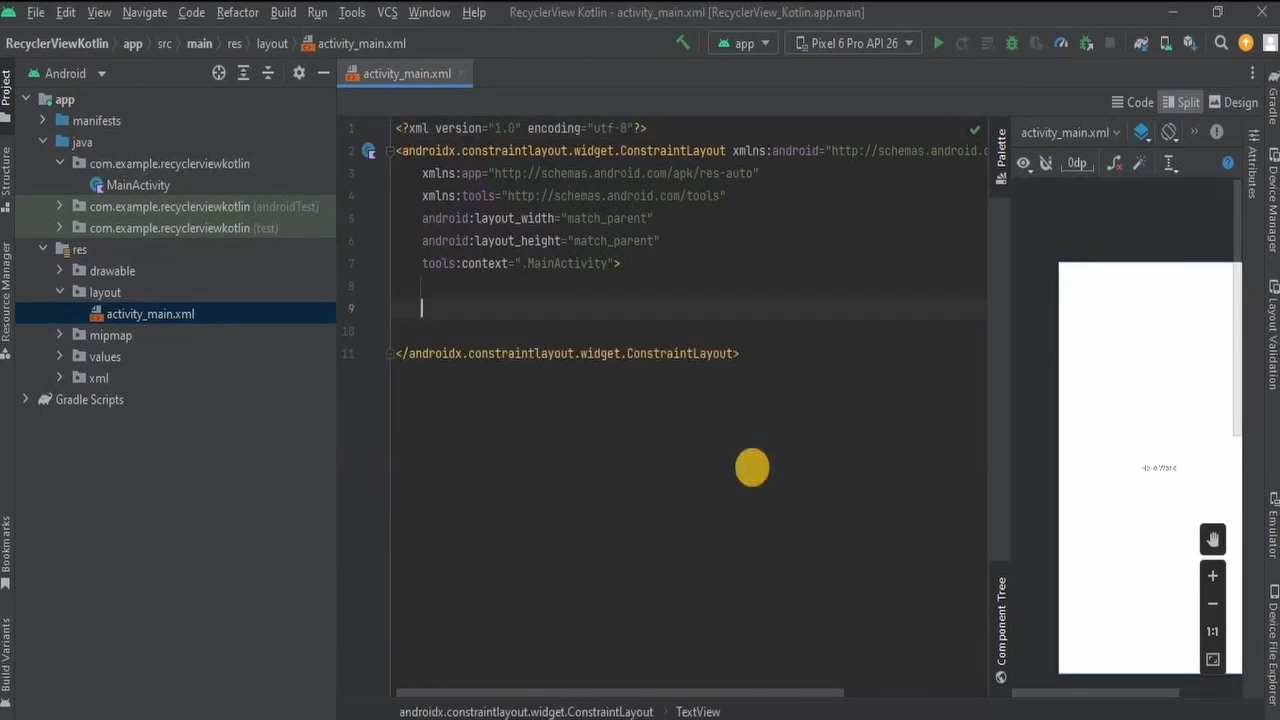 File Edit View Navigate Code Refactor Build Run Tools VCS Window Help RecyclerView Kotlin - activity_main.xml [RecyclerView_Kotlin.app.main]
RecyclerViewKotlin app src main res layout activity_main.xml app Pixel 6 Pro API 26
Project
Structure
Resource Manager
Bookmarks
Build Variants
Android
app
manifests
java
com.example.recyclerviewkotlin
MainActivity
com.example.recyclerviewkotlin (androidTest)
com.example.recyclerviewkotlin (test)
res
drawable
layout
activity_main.xml
mipmap
values
xml
Gradle Scripts
activity_main.xml
Code Split Design
1 <?xml version="1.0" encoding="utf-8"?>
2 <androidx.constraintlayout.widget.ConstraintLayout xmlns:android="http://schemas.android.c
3 xmlns:app="http://schemas.android.com/apk/res-auto"
4 xmlns:tools="http://schemas.android.com/tools"
5 android:layout_width="match_parent"
6 android:layout_height="match_parent"
7 tools:context=".MainActivity">
8
9
10
11 </androidx.constraintlayout.widget.ConstraintLayout>
Palette
Component Tree
activity_main.xml
0dp
Hello World
1:1
Attributes
Gradle
Device Manager
Layout Validation
Emulator
Device File Explorer
androidx.constraintlayout.widget.ConstraintLayout TextView